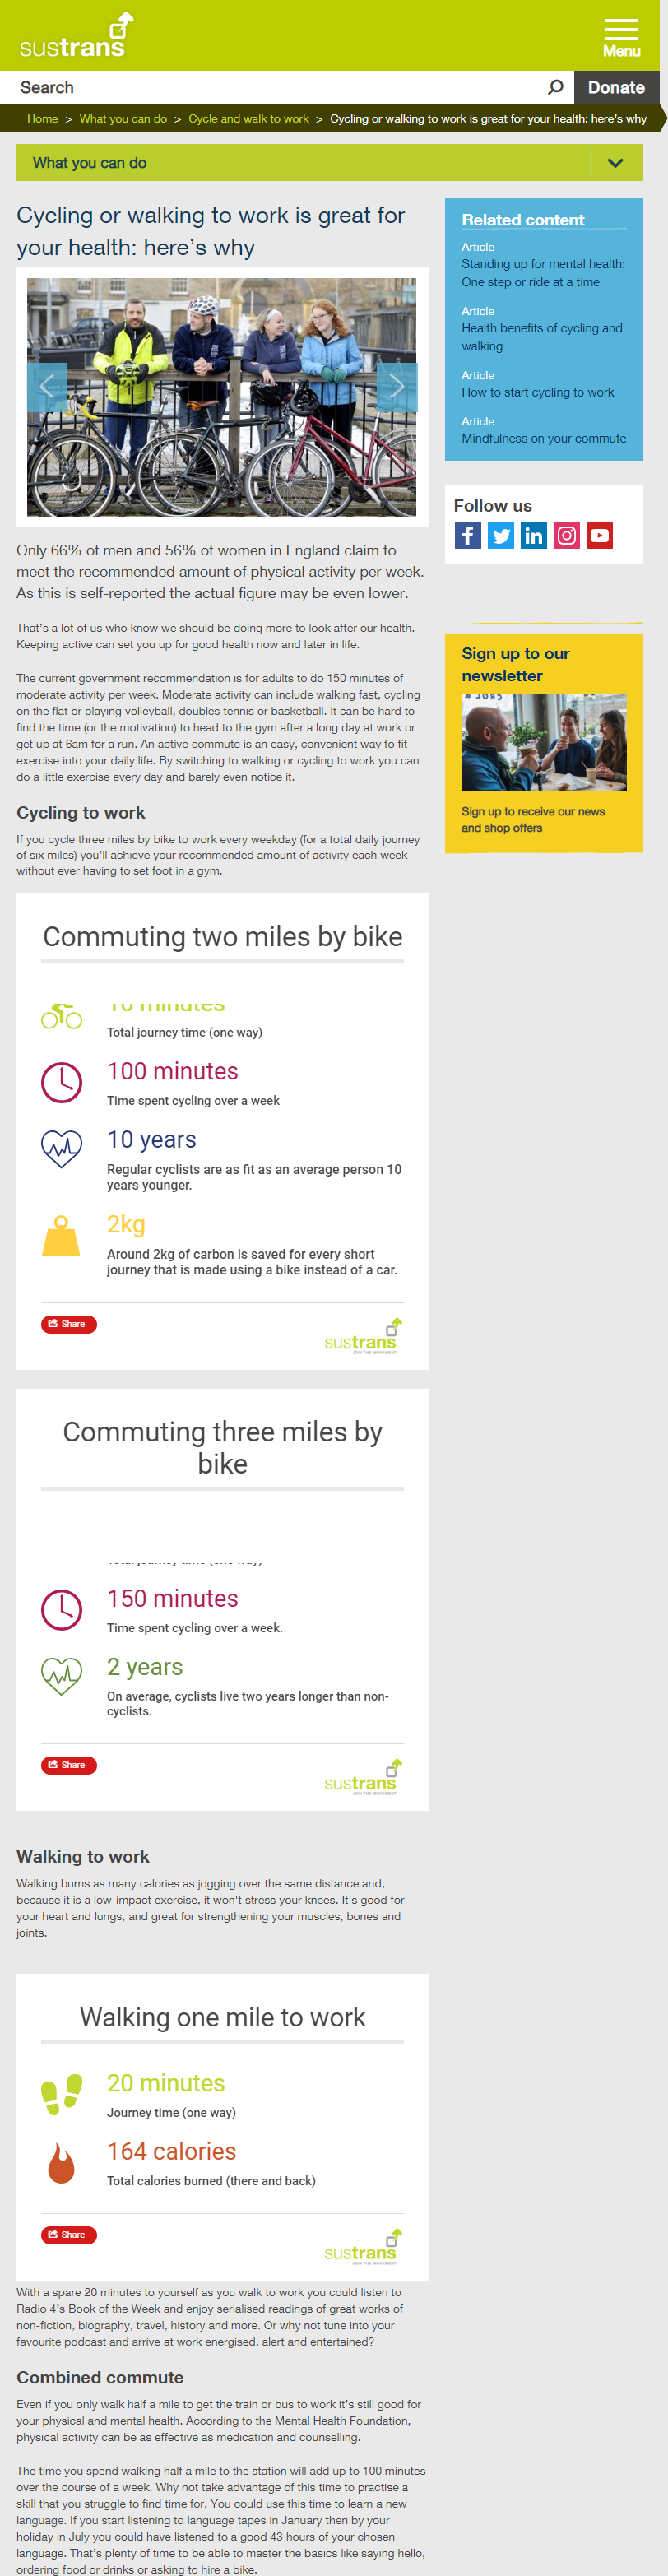 sustrans
Menu
Search
Donate
Home > What you can do > Cycle and walk to work > Cycling or walking to work is great for your health: here's why
What you can do
Cycling or walking to work is great for
your health: here's why
Only 66% of men and 56% of women in England claim to
meet the recommended amount of physical activity per week.
As this is self-reported the actual figure may be even lower.
That's a lot of us who know we should be doing more to look after our health.
Keeping active can set you up for good health now and later in life.
The current government recommendation is for adults to do 150 minutes of
moderate activity per week. Moderate activity can include walking fast, cycling
on the flat or playing volleyball, doubles tennis or basketball. It can be hard to
find the time (or the motivation) to head to the gym after a long day at work or
get up at 6am for a run. An active commute is an easy, convenient way to fit
exercise into your daily life. By switching to walking or cycling to work you can
do a little exercise every day and barely even notice it.
Cycling to work
If you cycle three miles by bike to work every weekday (for a total daily journey
of six miles) you'll achieve your recommended amount of activity each week
without ever having to set foot in a gym.
Commuting two miles by bike
10 minutes
Total journey time (one way)
100 minutes
Time spent cycling over a week
10 years
Regular cyclists are as fit as an average person 10
years younger.
2kg
Around 2kg of carbon is saved for every short
journey that is made using a bike instead of a car.
Share
sustrans
JOIN THE MOVEMENT
Commuting three miles by
bike
150 minutes
Time spent cycling over a week.
2 years
On average, cyclists live two years longer than non-
cyclists.
Share
sustrans
JOIN THE MOVEMENT
Walking to work
Walking burns as many calories as jogging over the same distance and,
because it is a low-impact exercise, it won't stress your knees. It's good for
your heart and lungs, and great for strengthening your muscles, bones and
joints.
Walking one mile to work
20 minutes
Journey time (one way)
164 calories
Total calories burned (there and back)
Share
sustrans
JOIN THE MOVEMENT
With a spare 20 minutes to yourself as you walk to work you could listen to
Radio 4's Book of the Week and enjoy serialised readings of great works of
non-fiction, biography, travel, history and more. Or why not tune into your
favourite podcast and arrive at work energised, alert and entertained?
Combined commute
Even if you only walk half a mile to get the train or bus to work it's still good for
your physical and mental health. According to the Mental Health Foundation,
physical activity can be as effective as medication and counselling.
The time you spend walking half a mile to the station will add up to 100 minutes
over the course of a week. Why not take advantage of this time to practise a
skill that you struggle to find time for. You could use this time to learn a new
language. If you start listening to language tapes in January then by your
holiday in July you could have listened to a good 43 hours of your chosen
language. That's plenty of time to be able to master the basics like saying hello,
ordering food or drinks or asking to hire a bike.
Related content
Article
Standing up for mental health:
One step or ride at a time
Article
Health benefits of cycling and
walking
Article
How to start cycling to work
Article
Mindfulness on your commute
Follow us
Sign up to our
newsletter
Sign up to receive our news
and shop offers